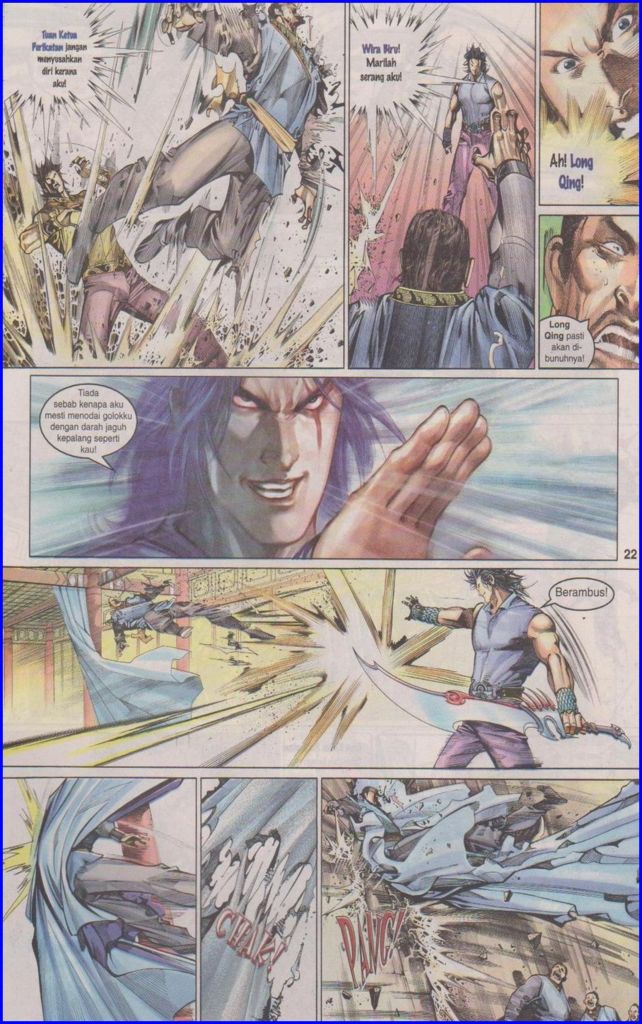 Tuan Ketua
Perikatan jangan
menyusahkan
diri kerana
aku!
Wira Biru!
Marilah
serang aku!
Ah! Long
Qing!
Long
Qing pasti
akan di-
bunuhnya!
Tiada
sebab kenapa aku
mesti menodai golokku
dengan darah jaguh
kepalang seperti
kau!
22
Berambus!
CHAK!
PANG!